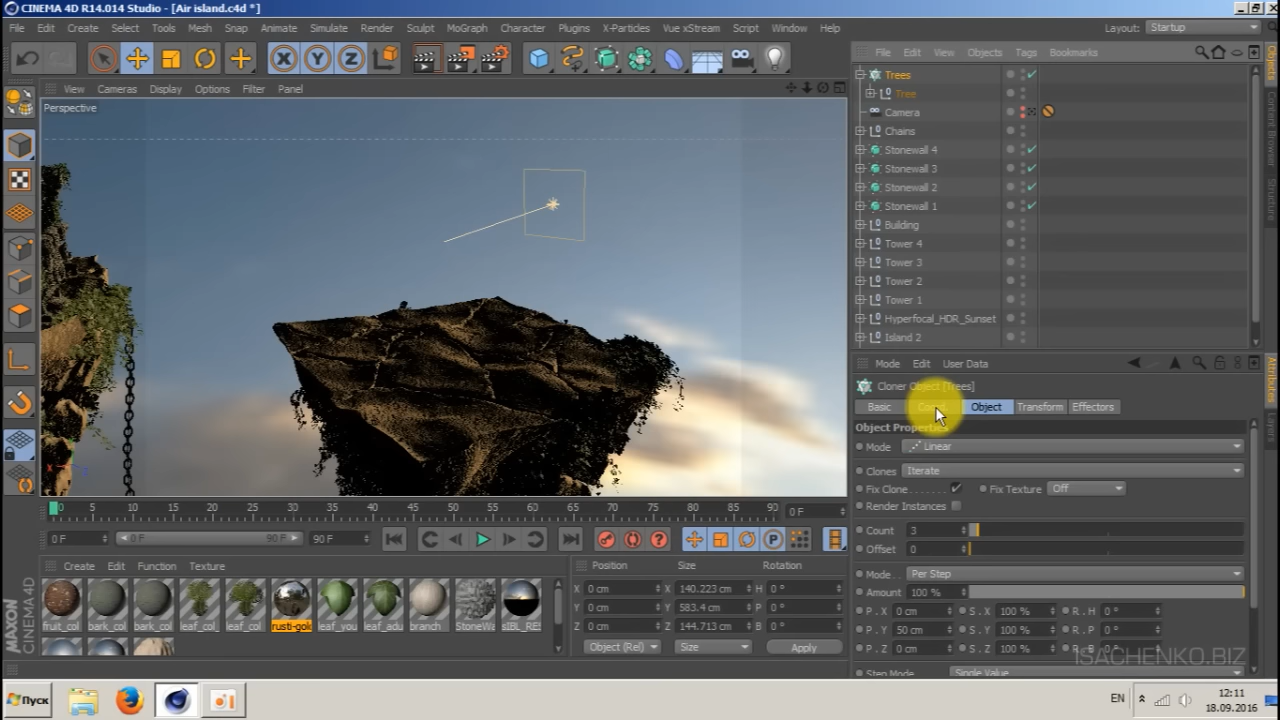 CINEMA 4D R14.014 Studio - [Air island.c4d *]
File Edit Create Select Tools Mesh Snap Animate Simulate Render Sculpt MoGraph Character Plugins X-Particles Vue xStream Script Window Help Layout: Startup
File Edit View Objects Tags Bookmarks
View Cameras Display Options Filter Panel
Perspective
Trees
Tree
Camera
Chains
Stonewall 4
Stonewall 3
Stonewall 2
Stonewall 1
Building
Tower 4
Tower 3
Tower 2
Tower 1
Hyperfocal_HDR_Sunset
Island 2
Objects
Content Browser
Structure
Mode Edit User Data
Cloner Object [Trees]
Basic Coord. Object Transform Effectors
Object Properties
Mode Linear
Clones Iterate
Fix Clone Fix Texture Off
Render Instances
Count 3
Offset 0
Mode Per Step
Amount 100 %
P . X 0 cm S . X 100 % R . H 0 °
P . Y 50 cm S . Y 100 % R . P 0 °
P . Z 0 cm S . Z 100 % R . B 0 °
Step Mode Single Value
Attributes
Layers
0 5 10 15 20 25 30 35 40 45 50 55 60 65 70 75 80 85 90 0 F
0 F 0 F 90 F 90 F
Create Edit Function Texture
fruit_col bark_col bark_col leaf_col leaf_col rusti-gol leaf_you leaf_adu branch StoneWa sIBL_RES
Position Size Rotation
X 0 cm X 140.223 cm H 0 °
Y 0 cm Y 583.4 cm P 0 °
Z 0 cm Z 144.713 cm B 0 °
Object (Rel) Size Apply
MAXON
CINEMA 4D
ISACHENKO.BIZ
Пуск
EN
12:11
18.09.2016